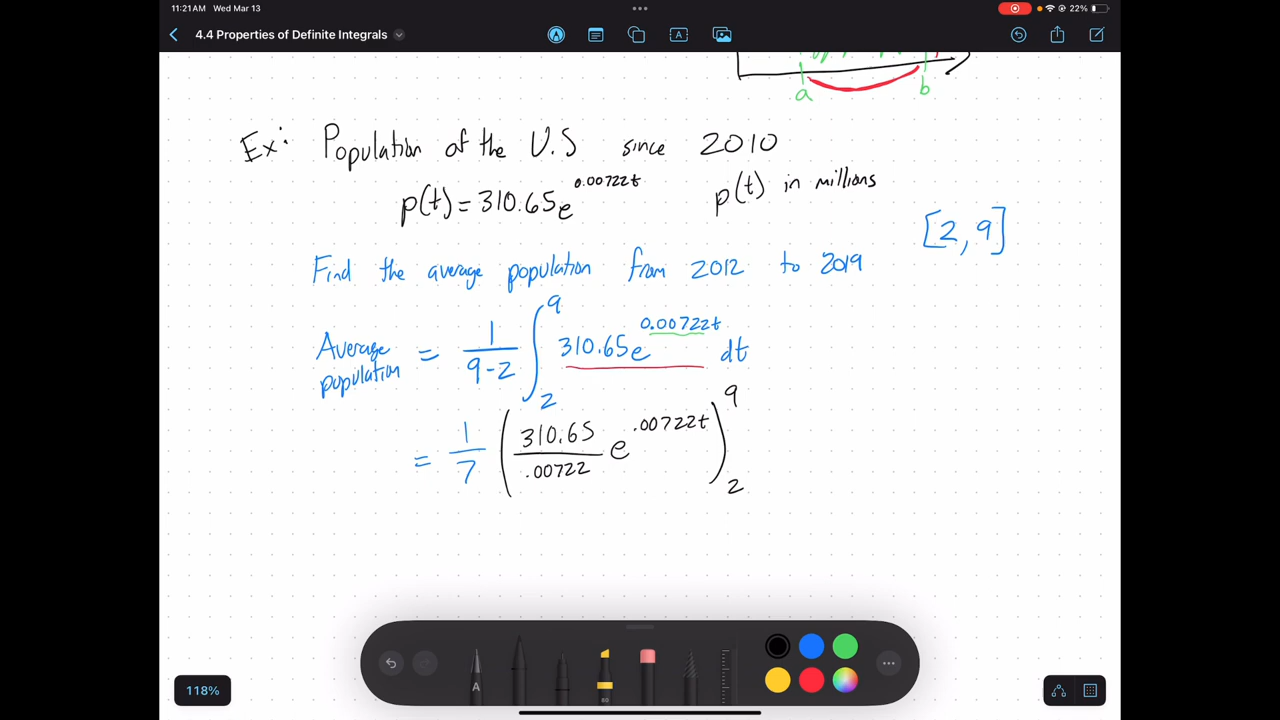 11:21AM Wed Mar 13
22%
4.4 Properties of Definite Integrals
A
a b
Ex: Population of the U.S since 2010
p(t) = 310.65e^0.00722t p(t) in millions
[2, 9]
Find the average population from 2012 to 2019
Average population = 1/(9-2) ∫_2^9 310.65e^0.00722t dt
= 1/7 (310.65/.00722 e^.00722t)_2^9
A
80
118%